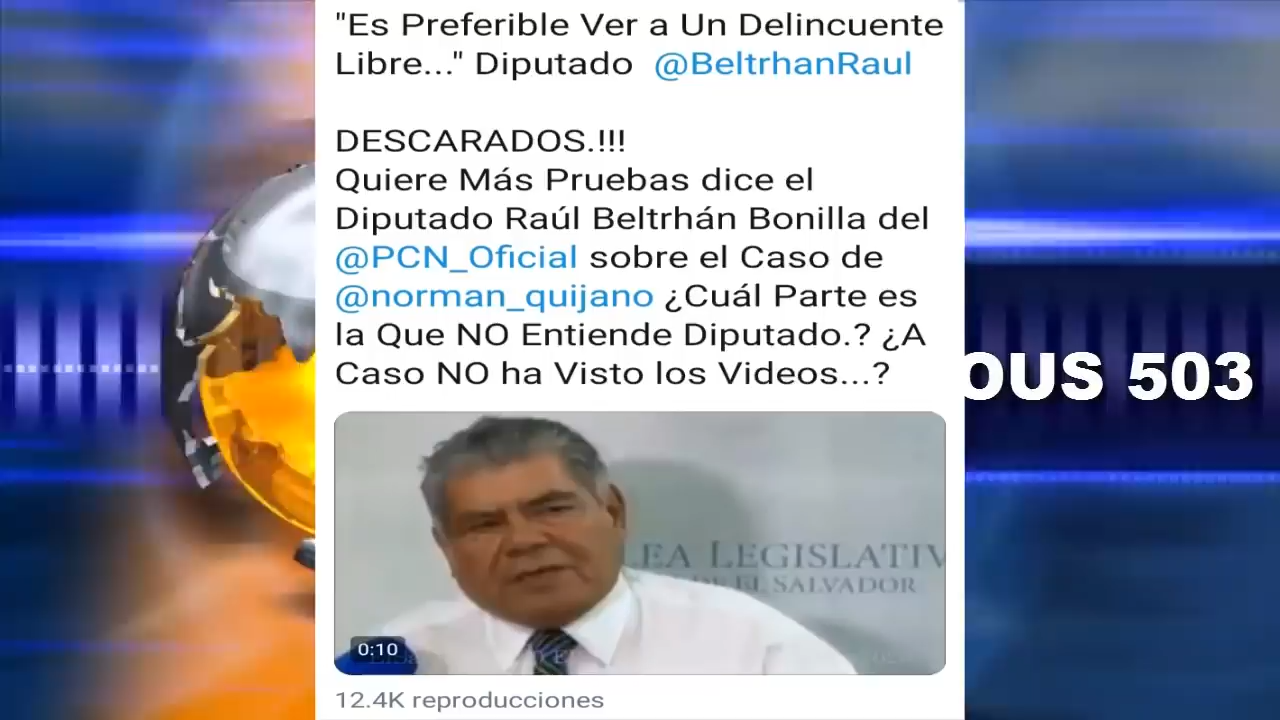 "Es Preferible Ver a Un Delincuente
Libre..." Diputado @BeltrhanRaul
DESCARADOS.!!!
Quiere Más Pruebas dice el
Diputado Raúl Beltrhán Bonilla del
@PCN_Oficial sobre el Caso de
@norman_quijano ¿Cuál Parte es
la Que NO Entiende Diputado.? ¿A
Caso NO ha Visto los Videos...?
OUS 503
LEA LEGISLATIV
DE EL SALVADOR
0:10
12.4K reproducciones